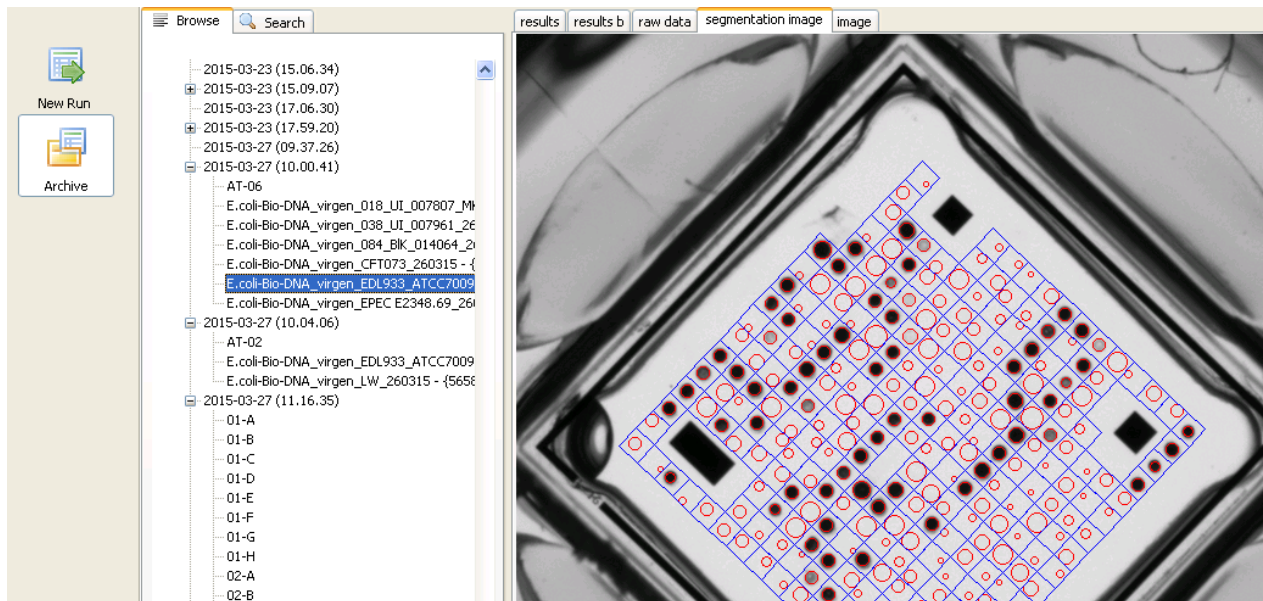 Browse
Search
results
results b
raw data
segmentation image
image
New Run
Archive
2015-03-23 (15.06.34)
2015-03-23 (15.09.07)
2015-03-23 (17.06.30)
2015-03-23 (17.59.20)
2015-03-27 (09.37.26)
2015-03-27 (10.00.41)
AT-06
E.coli-Bio-DNA_virgen_018_UI_007807_M
E.coli-Bio-DNA_virgen_038_UI_007961_26
E.coli-Bio-DNA_virgen_084_BlK_014064_2
E.coli-Bio-DNA_virgen_CFT073_260315 - {
E.coli-Bio-DNA_virgen_EDL933_ATCC7009
E.coli-Bio-DNA_virgen_EPEC E2348.69_26
2015-03-27 (10.04.06)
AT-02
E.coli-Bio-DNA_virgen_EDL933_ATCC7009
E.coli-Bio-DNA_virgen_LW_260315 - {5658
2015-03-27 (11.16.35)
01-A
01-B
01-C
01-D
01-E
01-F
01-G
01-H
02-A
02-B